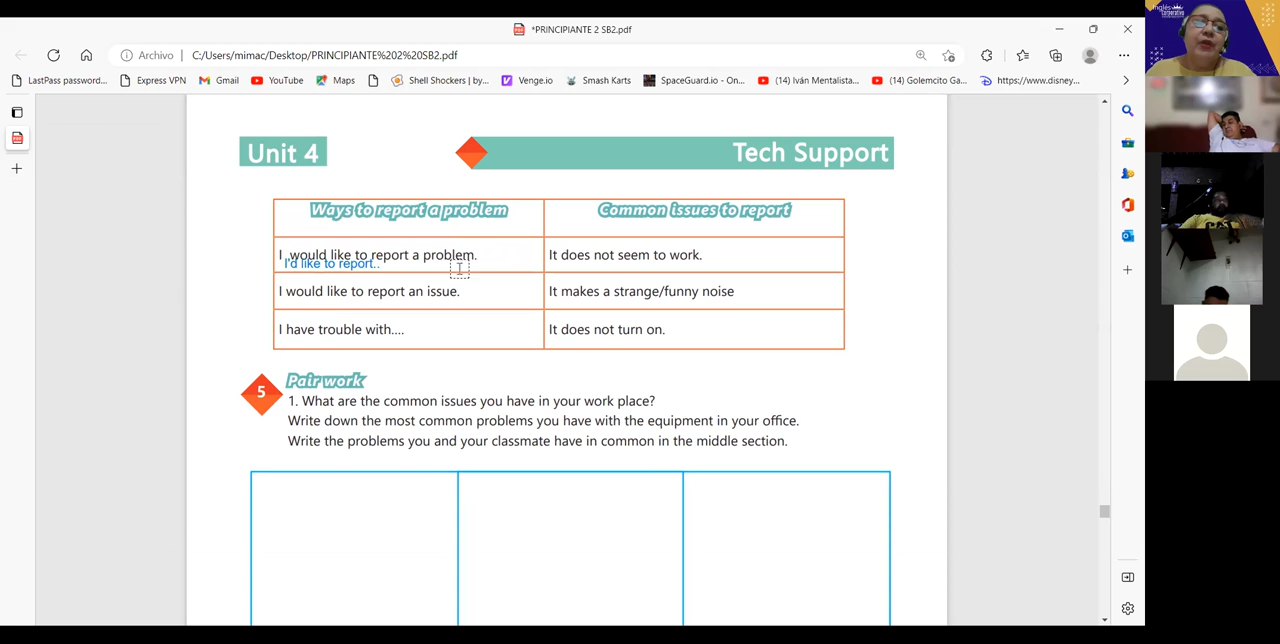 *PRINCIPIANTE 2 SB2.pdf
Archivo C:/Users/mimac/Desktop/PRINCIPIANTE%202%20SB2.pdf
LastPass password... Express VPN Gmail YouTube Maps Shell Shockers | by... Venge.io Smash Karts SpaceGuard.io - On... (14) Iván Mentalista... (14) Golemcito Ga... https://www.disney...
Inglés
Corporativo
Unit 4 Tech Support
Ways to report a problem Common issues to report
I would like to report a problem. It does not seem to work.
I'd like to report..
I would like to report an issue. It makes a strange/funny noise
I have trouble with.... It does not turn on.
5 Pair work
1. What are the common issues you have in your work place?
Write down the most common problems you have with the equipment in your office.
Write the problems you and your classmate have in common in the middle section.